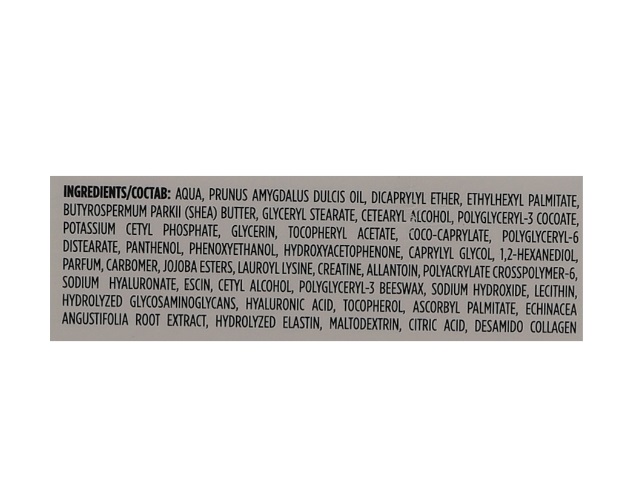 INGREDIENTS/СОСТАВ: AQUA, PRUNUS AMYGDALUS DULCIS OIL, DICAPRYLYL ETHER, ETHYLHEXYL PALMITATE,
BUTYROSPERMUM PARKII (SHEA) BUTTER, GLYCERYL STEARATE, CETEARYL ALCOHOL, POLYGLYCERYL-3 COCOATE,
POTASSIUM CETYL PHOSPHATE, GLYCERIN, TOCOPHERYL ACETATE, COCO-CAPRYLATE, POLYGLYCERYL-6
DISTEARATE, PANTHENOL, PHENOXYETHANOL, HYDROXYACETOPHENONE, CAPRYLYL GLYCOL, 1,2-HEXANEDIOL,
PARFUM, CARBOMER, JOJOBA ESTERS, LAUROYL LYSINE, CREATINE, ALLANTOIN, POLYACRYLATE CROSSPOLYMER-6,
SODIUM HYALURONATE, ESCIN, CETYL ALCOHOL, POLYGLYCERYL-3 BEESWAX, SODIUM HYDROXIDE, LECITHIN,
HYDROLYZED GLYCOSAMINOGLYCANS, HYALURONIC ACID, TOCOPHEROL, ASCORBYL PALMITATE, ECHINACEA
ANGUSTIFOLIA ROOT EXTRACT, HYDROLYZED ELASTIN, MALTODEXTRIN, CITRIC ACID, DESAMIDO COLLAGEN